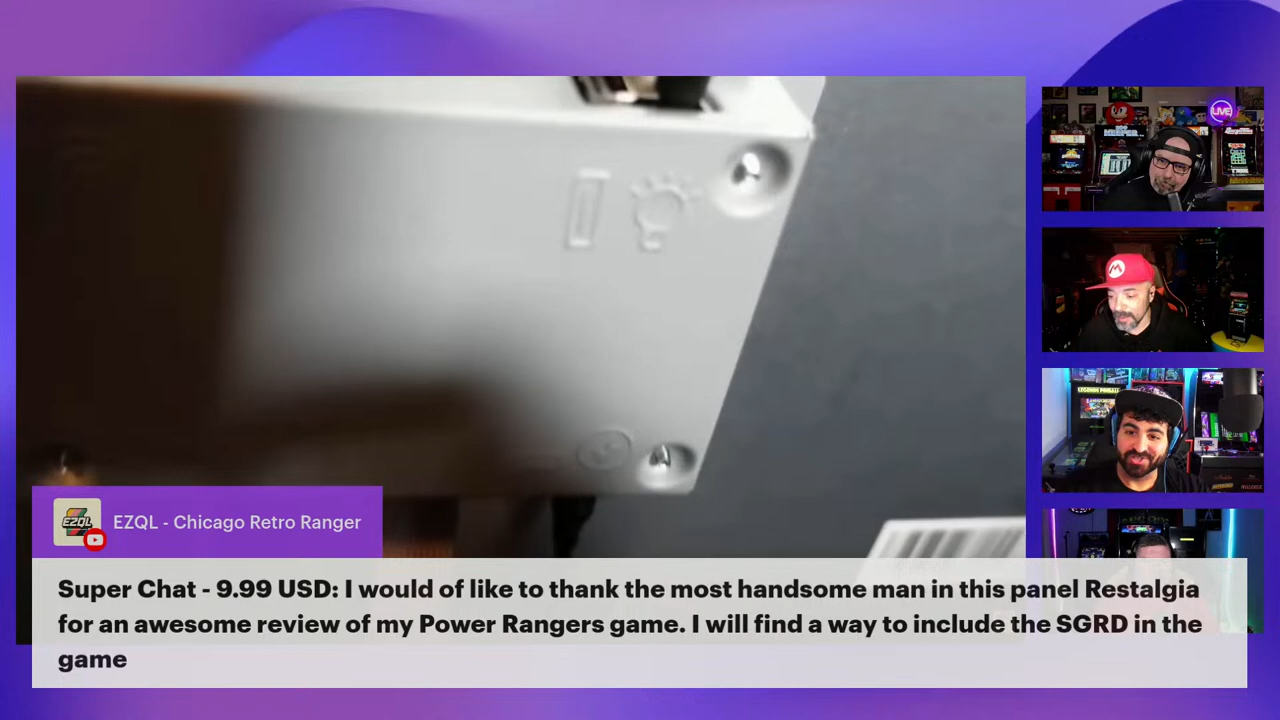 LIVE
M
EZQL
EZQL - Chicago Retro Ranger
Super Chat - 9.99 USD: I would of like to thank the most handsome man in this panel Restalgia
for an awesome review of my Power Rangers game. I will find a way to include the SGRD in the
game